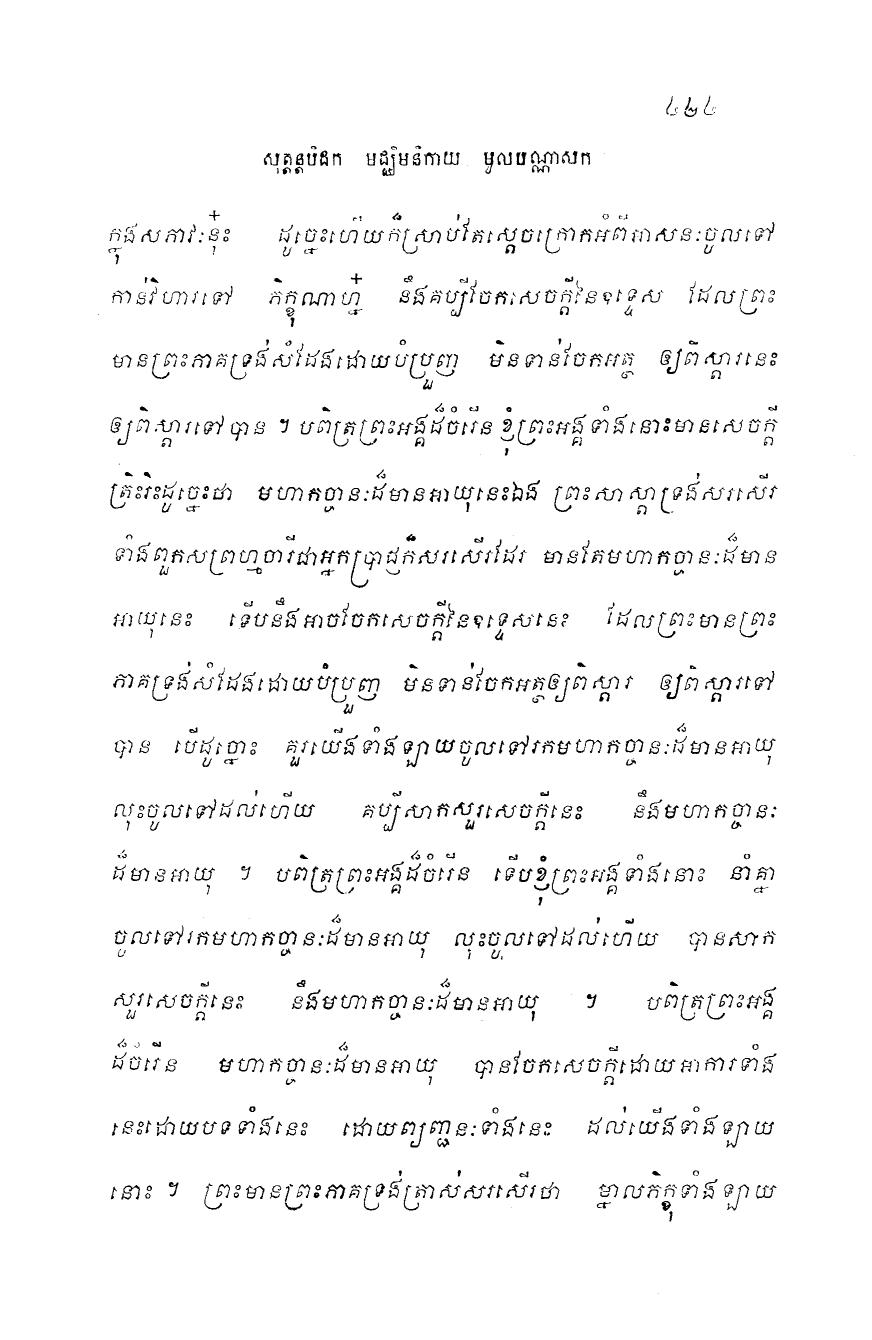 ៤២៤
សុត្តន្តបិដក មជ្ឈិមនិកាយ មូលបណ្ណាសក
ក្នុងសភាវៈនុ៎ះ ដូច្នេះហើយក៏ស្រាប់តែស្តេចក្រោកអំពីអាសនៈចូលទៅ
កាន់វិហារទៅ ភិក្ខុណាហ្ន៎ នឹងគប្បីចែកសេចក្តីនៃឧទ្ទេស ដែលព្រះ
មានព្រះភាគទ្រង់សំដែងដោយបំប្រួញ មិនទាន់ចែកអត្ថ ឲ្យពិស្តារនេះ
ឲ្យពិស្តារទៅបាន ។ បពិត្រព្រះអង្គដ៏ចំរើន ខ្ញុំព្រះអង្គទាំងនោះមានសេចក្តី
ត្រិះរិះដូច្នេះថា មហាកច្ចានៈដ៏មានអាយុនេះឯង ព្រះសាស្តាទ្រង់សរសើរ
ទាំងពួកសព្រហ្មចារីជាអ្នកប្រាជ្ញក៏សរសើរដែរ មានតែមហាកច្ចានៈដ៏មាន
អាយុនេះ ទើបនឹងអាចចែកសេចក្តីនៃឧទ្ទេសនេះ ដែលព្រះមានព្រះ
ភាគទ្រង់សំដែងដោយបំប្រួញ មិនទាន់ចែកអត្ថឲ្យពិស្តារ ឲ្យពិស្តារទៅ
បាន បើដូច្នោះ គួរយើងទាំងឡាយចូលទៅរកមហាកច្ចានៈដ៏មានអាយុ
លុះចូលទៅដល់ហើយ គប្បីសាកសួរសេចក្តីនេះ នឹងមហាកច្ចានៈ
ដ៏មានអាយុ ។ បពិត្រព្រះអង្គដ៏ចំរើន ទើបខ្ញុំព្រះអង្គទាំងនោះ នាំគ្នា
ចូលទៅរកមហាកច្ចានៈដ៏មានអាយុ លុះចូលទៅដល់ហើយ បានសាក
សួរសេចក្តីនេះ នឹងមហាកច្ចានៈដ៏មានអាយុ ។ បពិត្រព្រះអង្គ
ដ៏ចំរើន មហាកច្ចានៈដ៏មានអាយុ បានចែកសេចក្តីដោយអាការទាំង
នេះដោយបទទាំងនេះ ដោយព្យញ្ជនៈទាំងនេះ ដល់យើងទាំងឡាយ
នោះ ។ ព្រះមានព្រះភាគទ្រង់ត្រាស់សរសើរថា ម្នាលភិក្ខុទាំងឡាយ